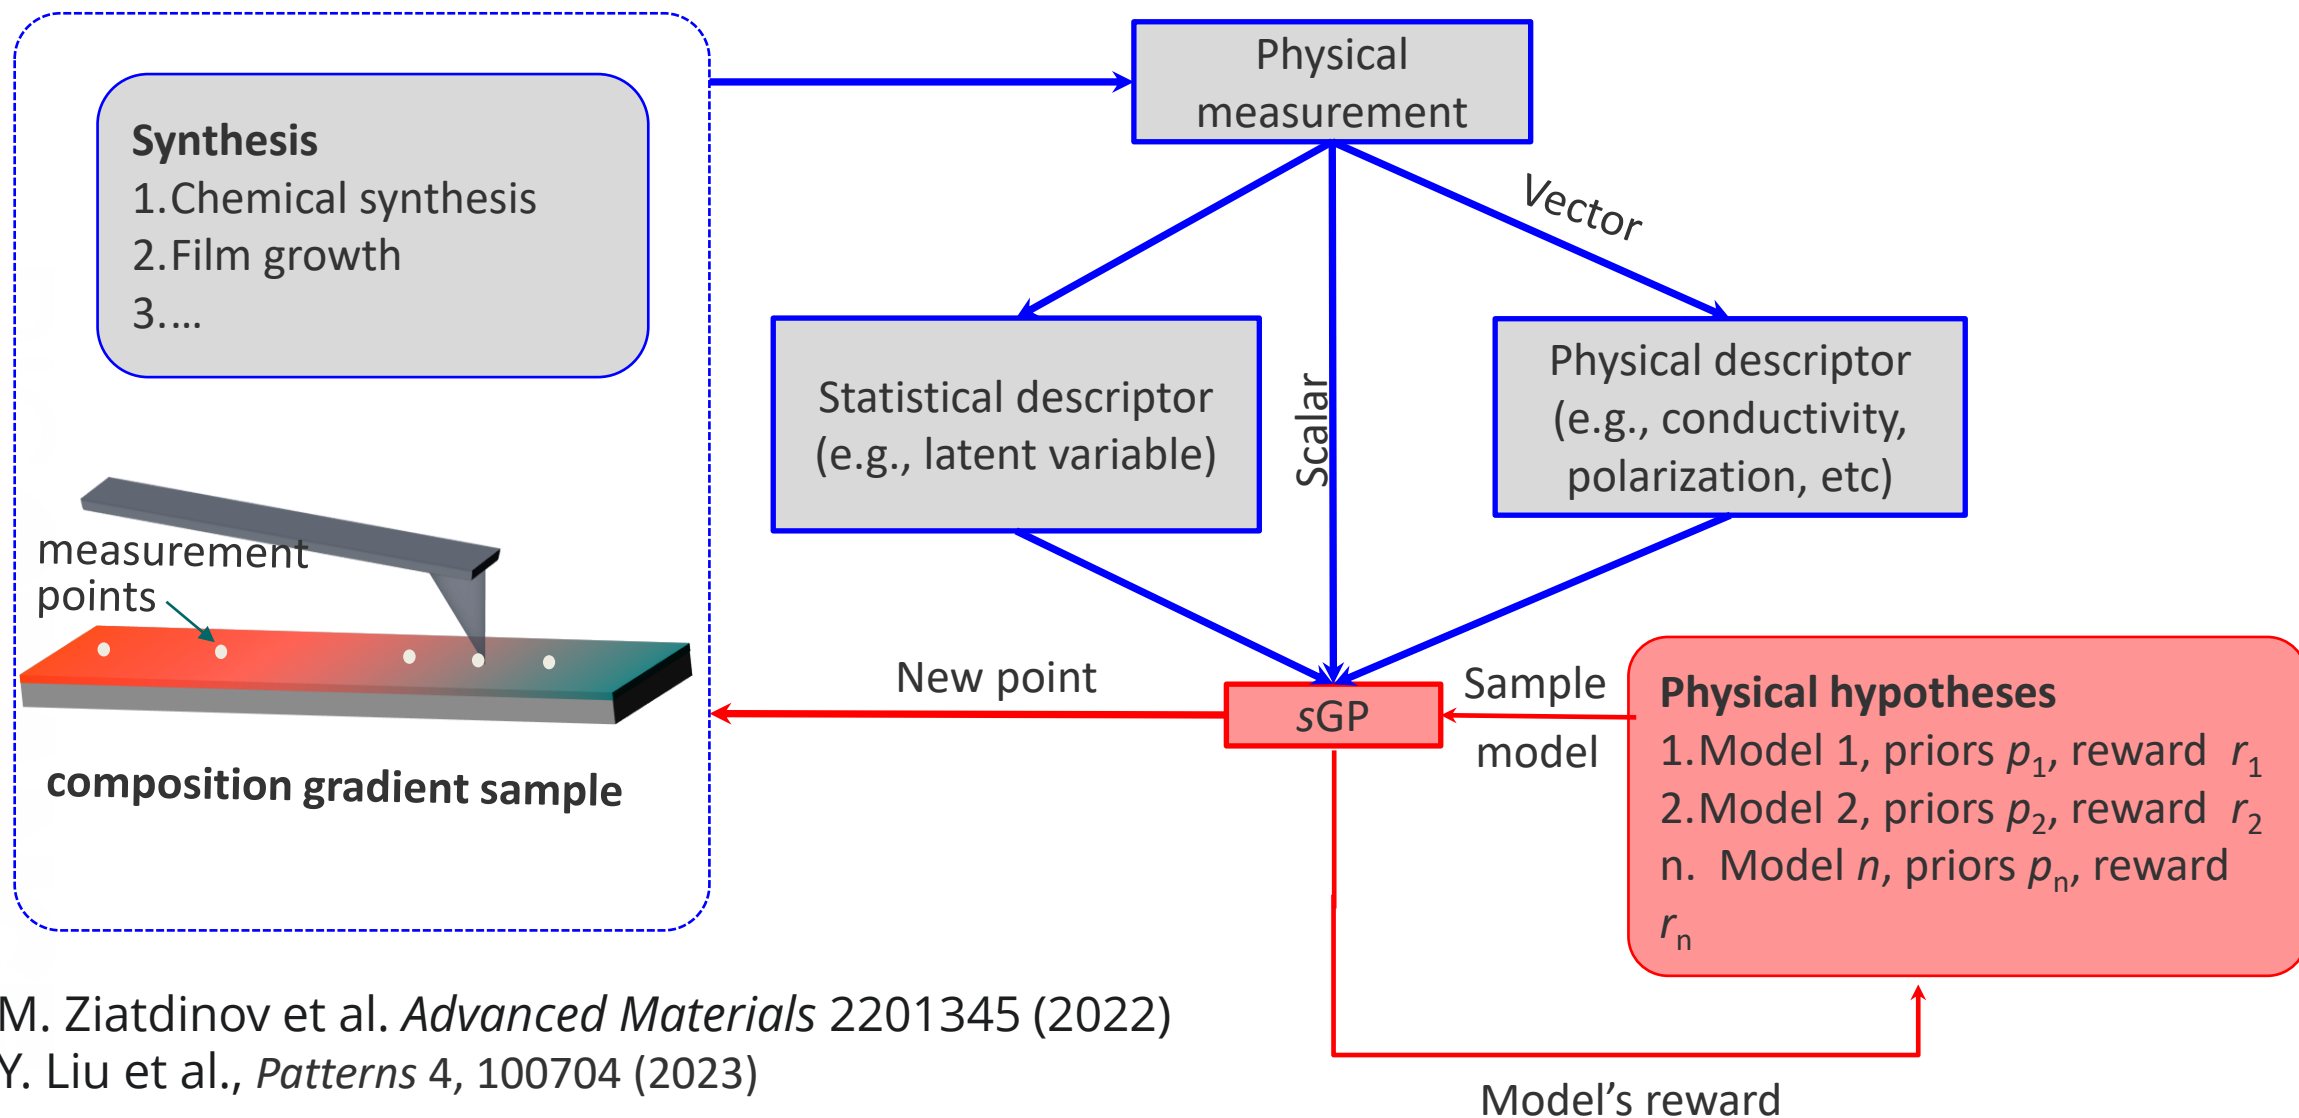 Synthesis
1.Chemical synthesis
2.Film growth
3....
measurement
points
composition gradient sample
Physical
measurement
Vector
Scalar
Statistical descriptor
(e.g., latent variable)
Physical descriptor
(e.g., conductivity,
polarization, etc)
New point
sGP
Sample
model
Physical hypotheses
1.Model 1, priors p₁, reward r₁
2.Model 2, priors p₂, reward r₂
n. Model n, priors pₙ, reward
rₙ
Model’s reward
M. Ziatdinov et al. Advanced Materials 2201345 (2022)
Y. Liu et al., Patterns 4, 100704 (2023)